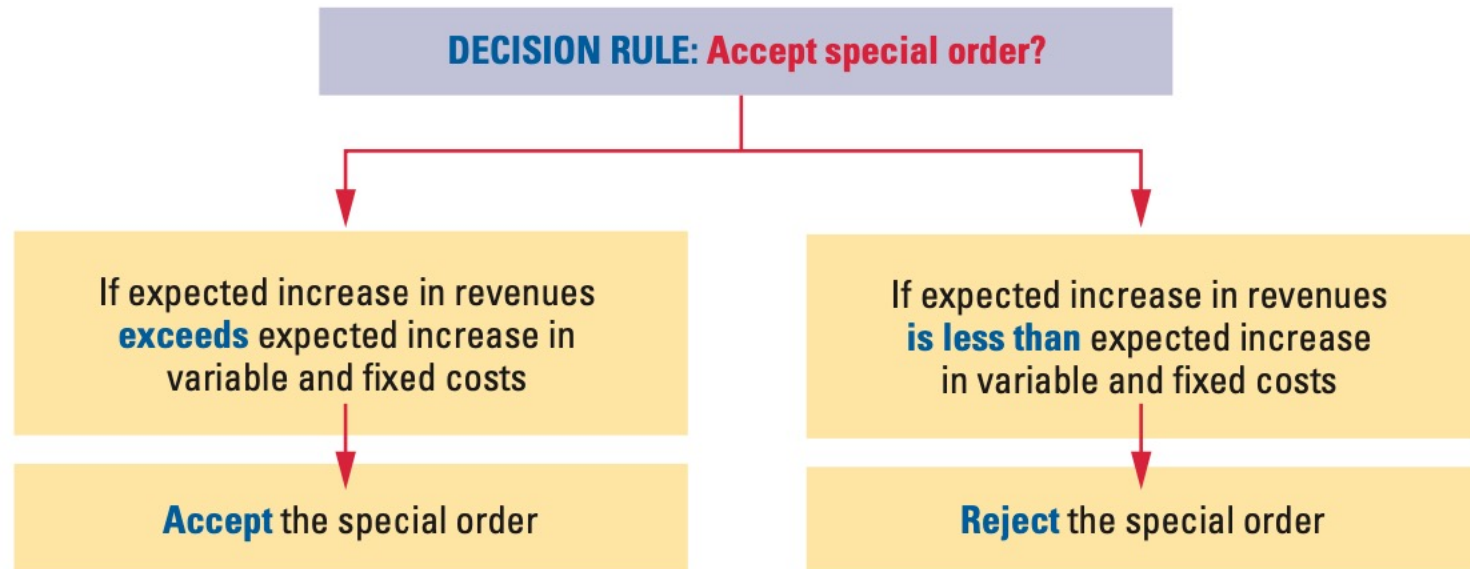 DECISION RULE: Accept special order?
If expected increase in revenues
exceeds expected increase in
variable and fixed costs
Accept the special order
If expected increase in revenues
is less than expected increase
in variable and fixed costs
Reject the special order